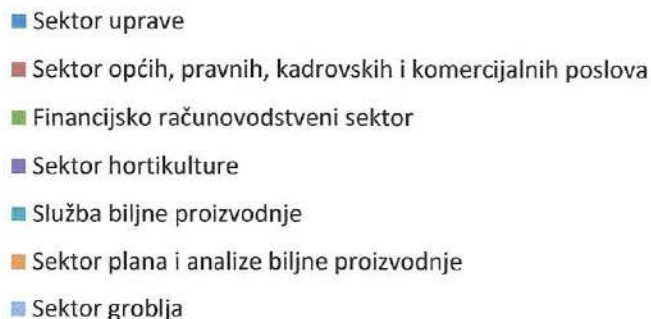 Sektor uprave
Sektor općih, pravnih, kadrovskih i komercijalnih poslova
Financijsko računovodstveni sektor
Sektor hortikulture
Služba biljne proizvodnje
Sektor plana i analize biljne proizvodnje
Sektor groblja